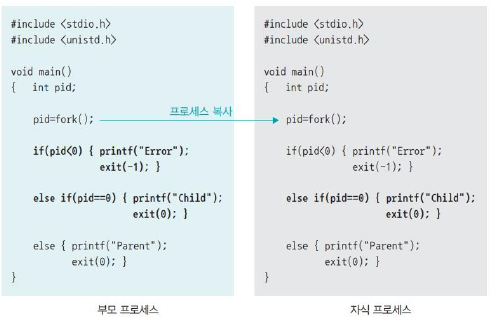 #include <stdio.h>
#include <unistd.h>
void main()
{ int pid;
pid=fork();
if(pid<0) { printf("Error");
exit(-1); }
else if(pid==0) { printf("Child");
exit(0); }
else { printf("Parent");
exit(0); }
}
부모 프로세스
프로세스 복사
#include <stdio.h>
#include <unistd.h>
void main()
{ int pid;
pid=fork();
if(pid<0) { printf("Error");
exit(-1); }
else if(pid==0) { printf("Child");
exit(0); }
else { printf("Parent");
exit(0); }
}
자식 프로세스